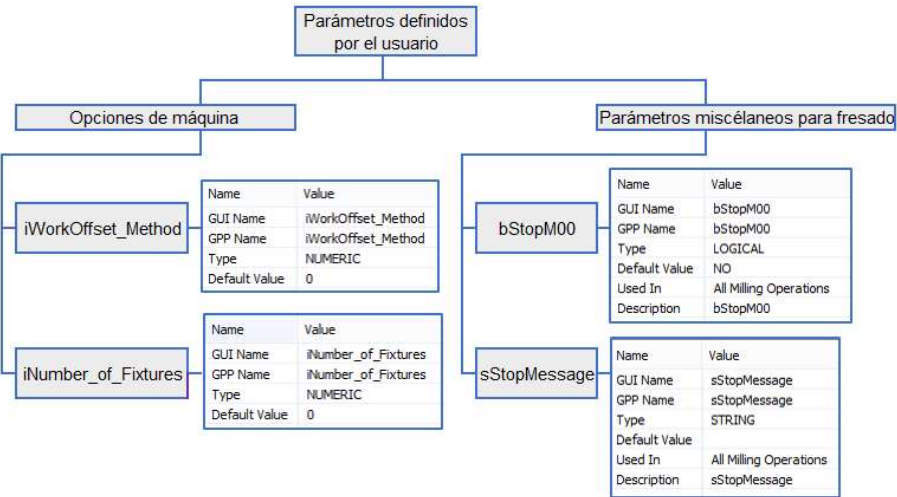 Parámetros definidos
por el usuario
Opciones de máquina
Parámetros miscélaneos para fresado
iWorkOffset_Method
Name Value
GUI Name iWorkOffset_Method
GPP Name iWorkOffset_Method
Type NUMERIC
Default Value 0
iNumber_of_Fixtures
Name Value
GUI Name iNumber_of_Fixtures
GPP Name iNumber_of_Fixtures
Type NUMERIC
Default Value 0
bStopM00
Name Value
GUI Name bStopM00
GPP Name bStopM00
Type LOGICAL
Default Value NO
Used In All Milling Operations
Description bStopM00
sStopMessage
Name Value
GUI Name sStopMessage
GPP Name sStopMessage
Type STRING
Default Value
Used In All Milling Operations
Description sStopMessage